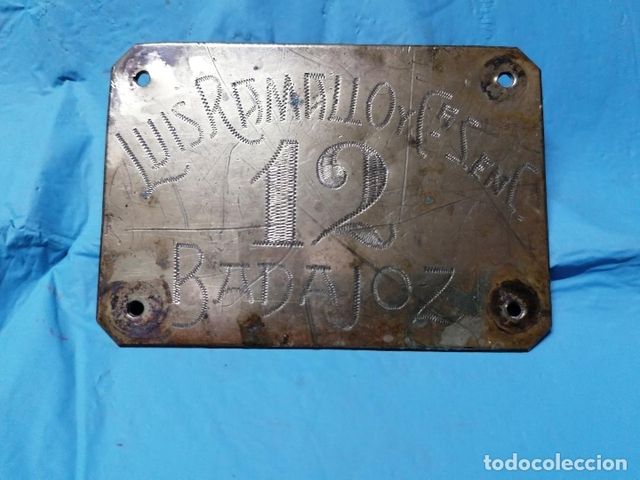 LUIS RAMALLO Y Cª S. EN C.
12
BADAJOZ
todocoleccion